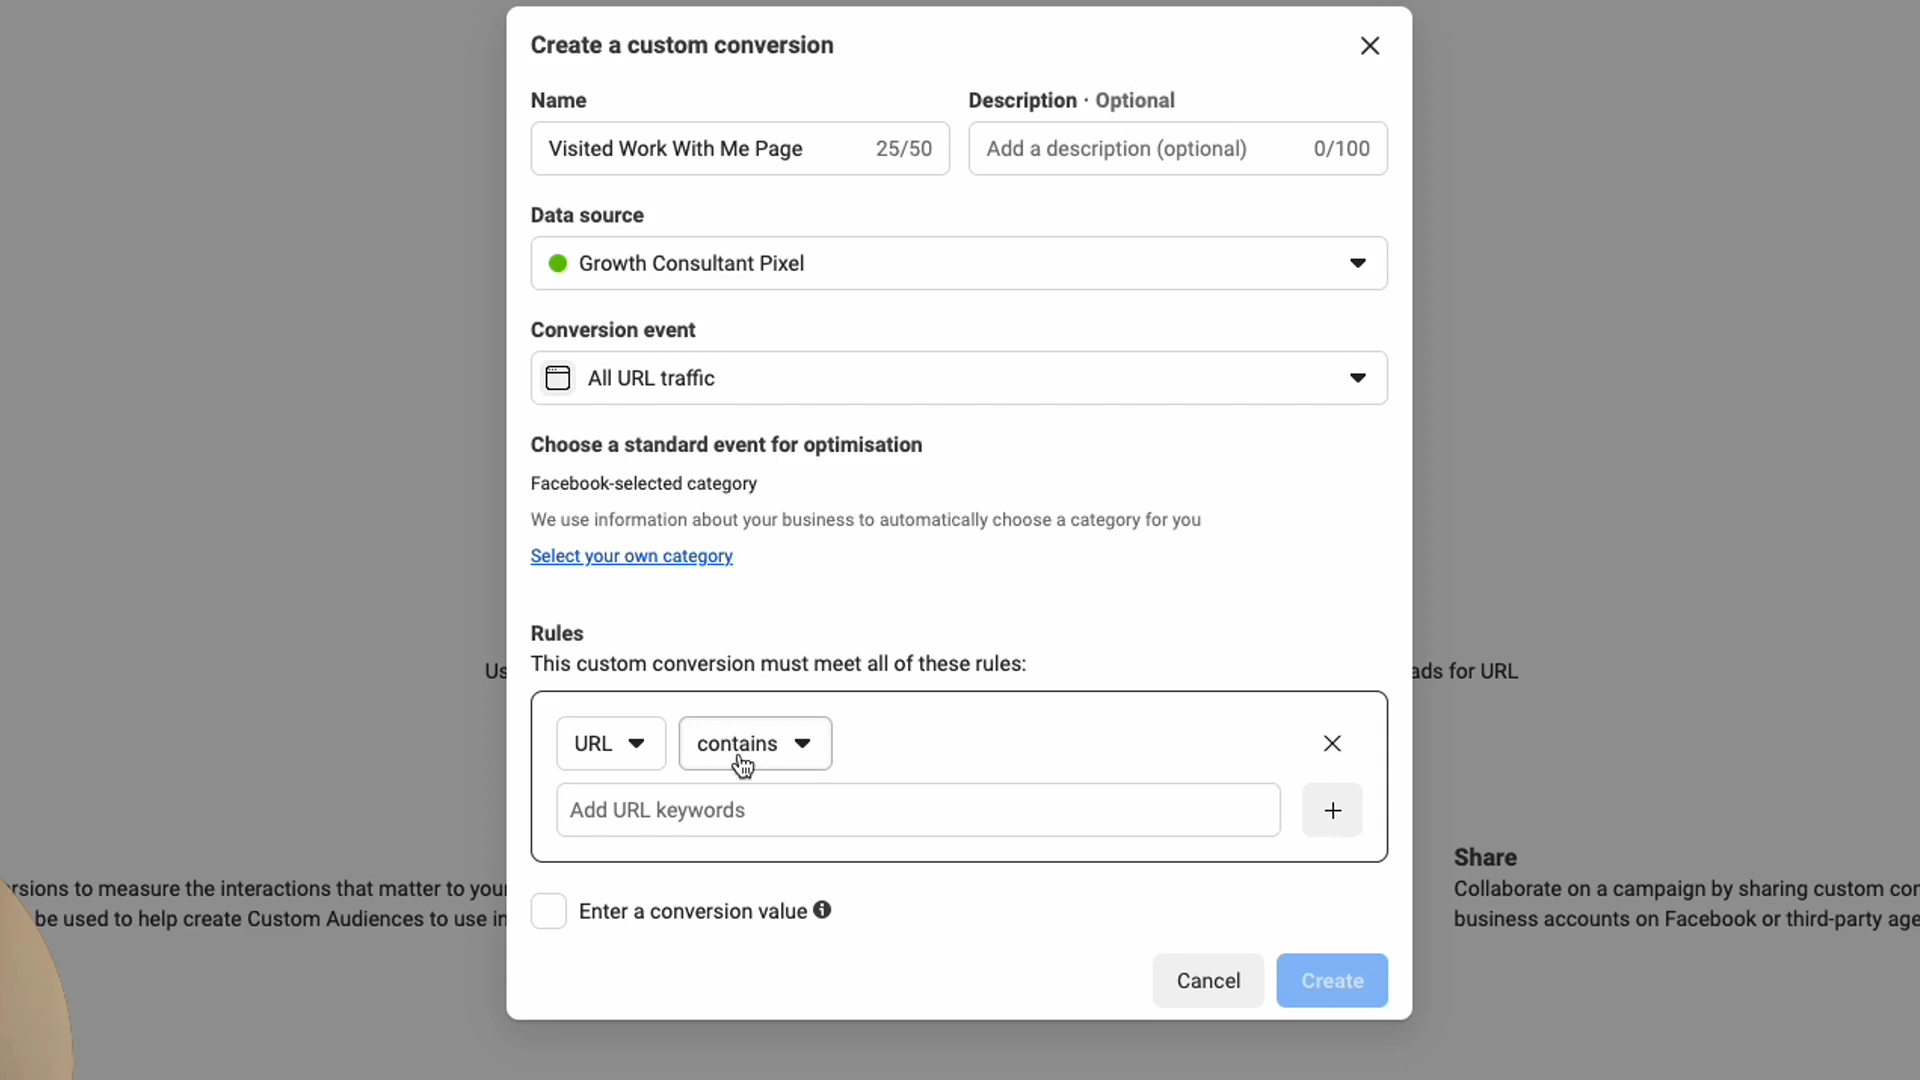 Create a custom conversion
Name
Description · Optional
Visited Work With Me Page 25/50
Add a description (optional) 0/100
Data source
Growth Consultant Pixel
Conversion event
All URL traffic
Choose a standard event for optimisation
Facebook-selected category
We use information about your business to automatically choose a category for you
Select your own category
Rules
This custom conversion must meet all of these rules:
Us
ads for URL
URL contains
Add URL keywords
Share
rsions to measure the interactions that matter to your
Collaborate on a campaign by sharing custom con
be used to help create Custom Audiences to use in
business accounts on Facebook or third-party age
Enter a conversion value
Cancel Create